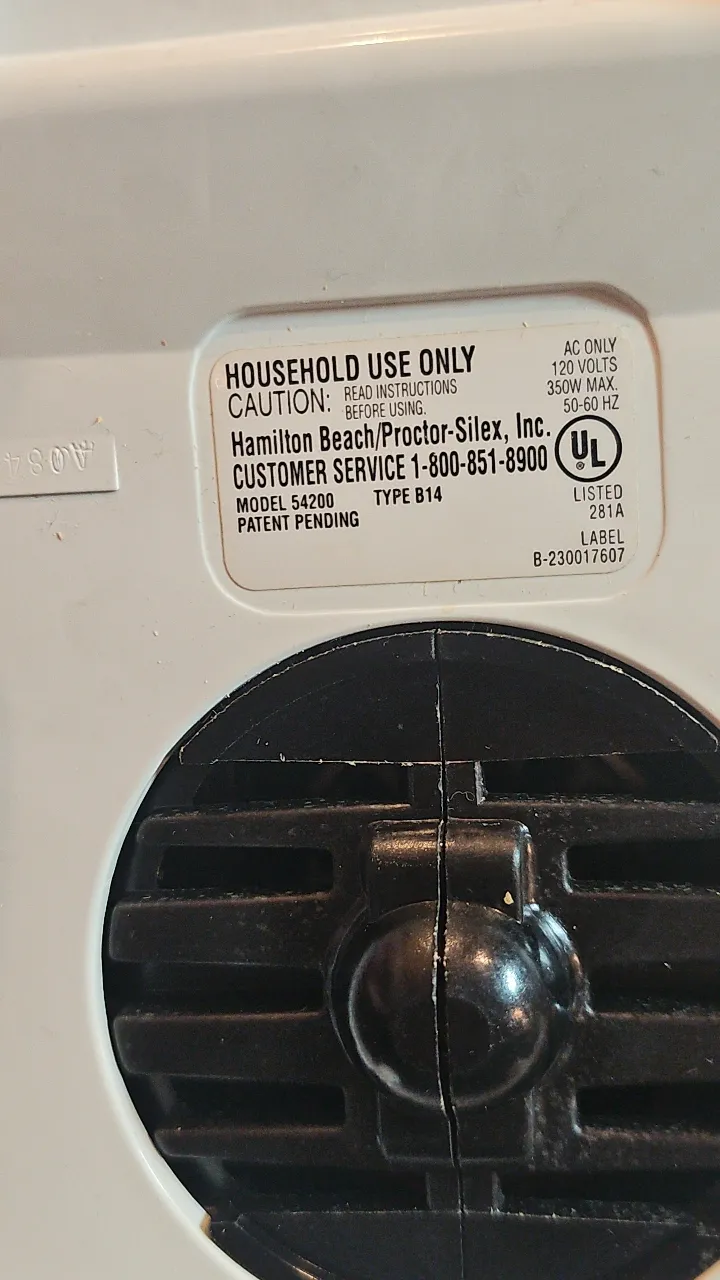 HOUSEHOLD USE ONLY
CAUTION: READ INSTRUCTIONS
BEFORE USING.
Hamilton Beach/Proctor-Silex, Inc.
CUSTOMER SERVICE 1-800-851-8900
MODEL 54200 TYPE B14
PATENT PENDING
AC ONLY
120 VOLTS
350W MAX.
50-60 HZ
UL
®
LISTED
281A
LABEL
B-230017607
A084